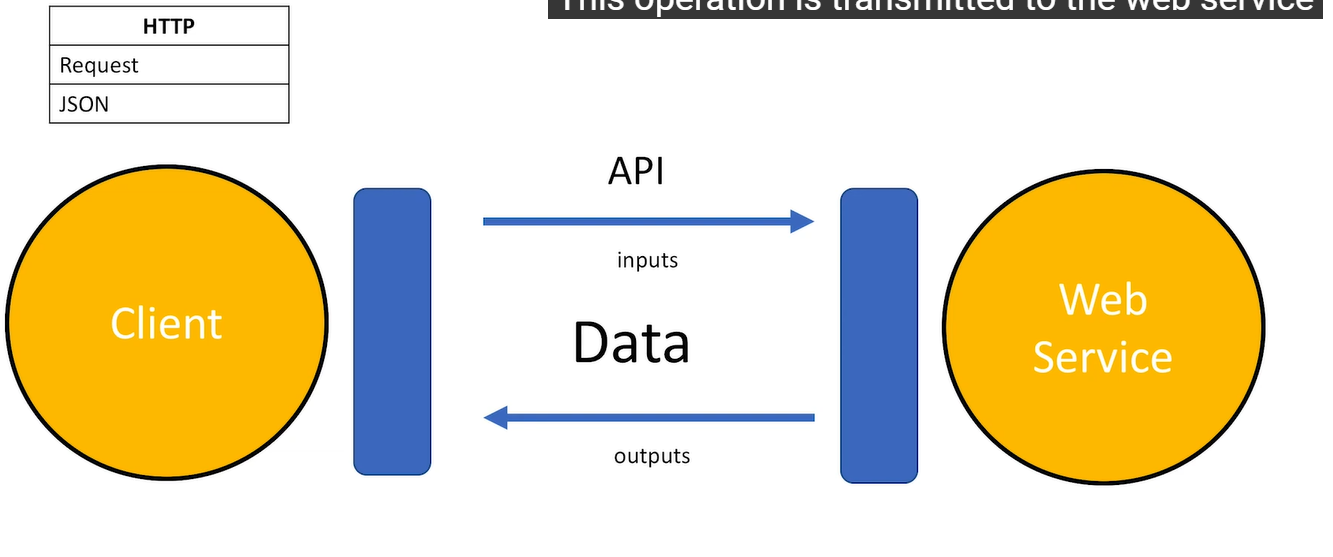 This operation is transmitted to the web service
HTTP
Request
JSON
API
inputs
Client
Data
Web
Service
outputs